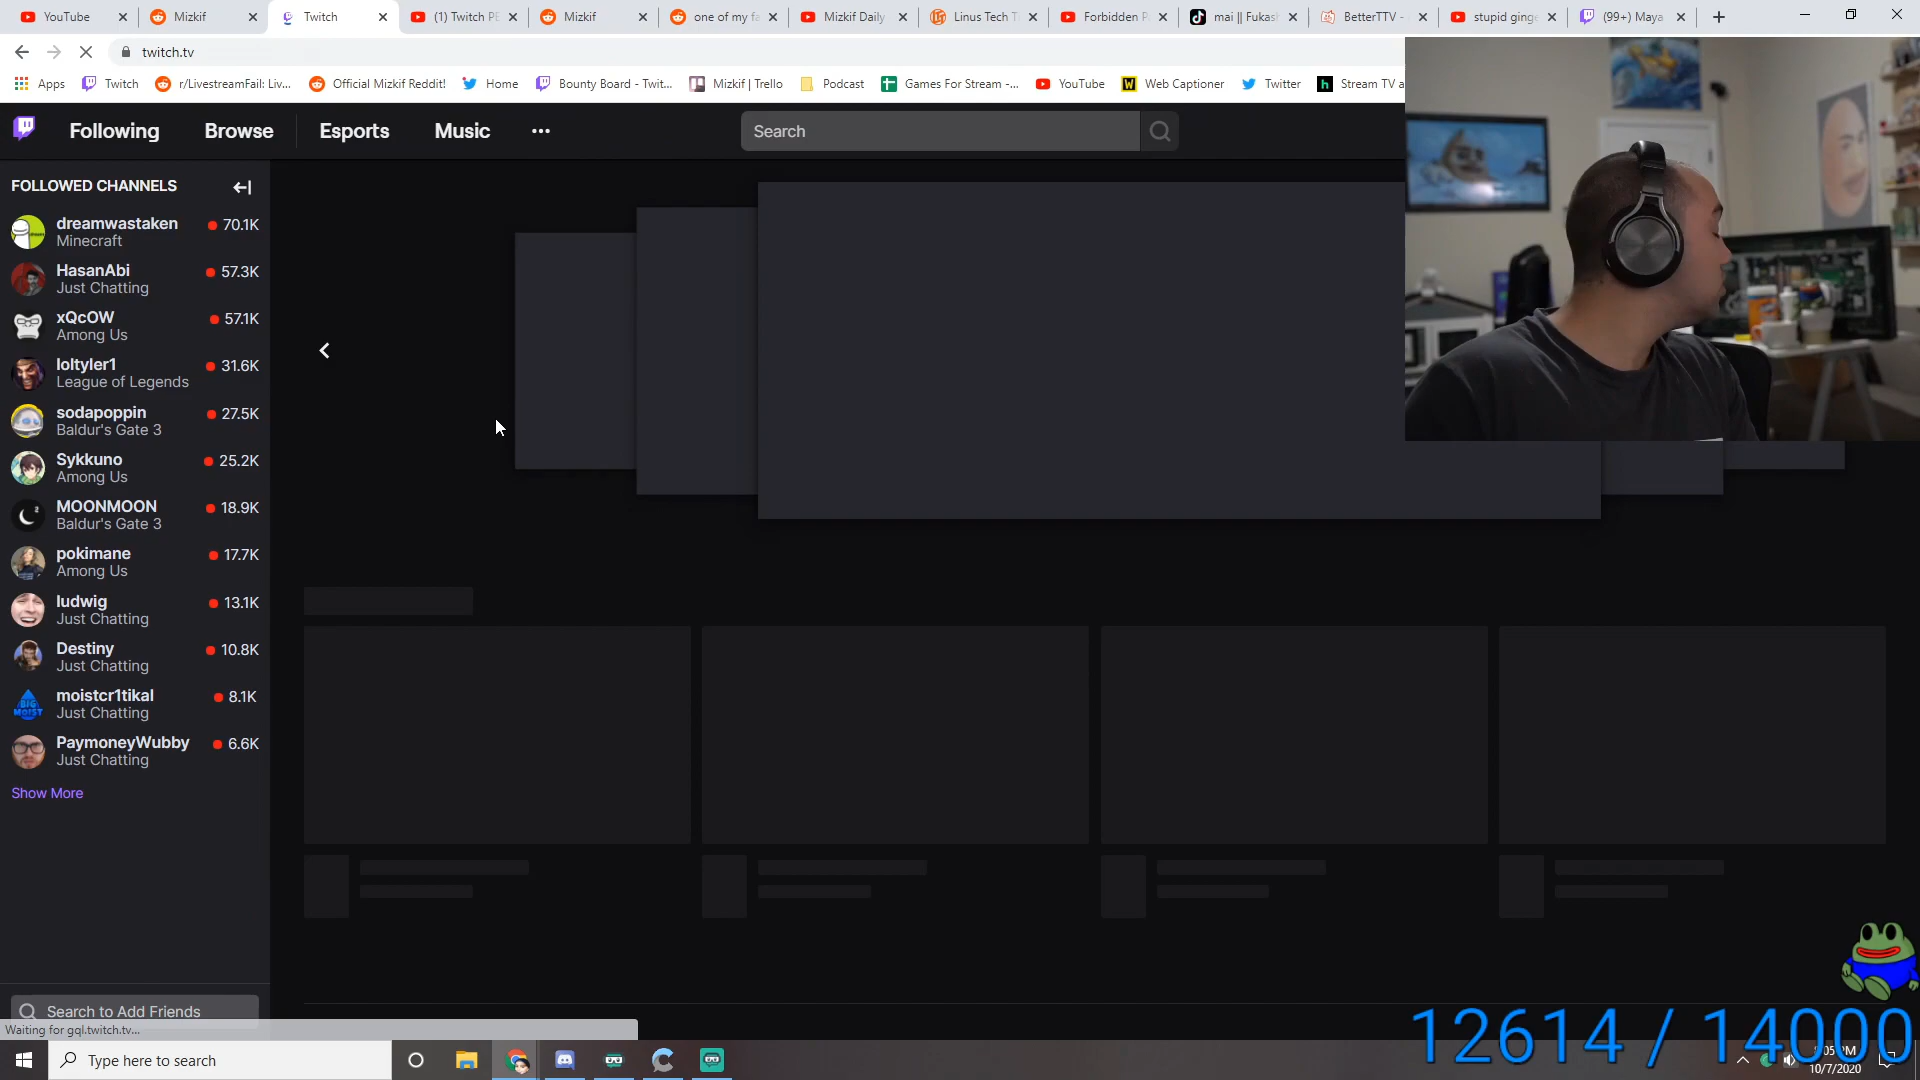 YouTube
Mizkif
Twitch
(1) Twitch PE
Mizkif
one of my fa
Mizkif Daily
Linus Tech T
Forbidden P
mai || Fukas
BetterTTV -
stupid ginge
(99+) Maya
twitch.tv
Apps
Twitch
r/LivestreamFail: Liv...
Official Mizkif Reddit!
Home
Bounty Board - Twit...
Mizkif | Trello
Podcast
Games For Stream -...
YouTube
Web Captioner
Twitter
Stream TV a
Following
Browse
Esports
Music
Search
FOLLOWED CHANNELS
dreamwastaken
70.1K
Minecraft
HasanAbi
57.3K
Just Chatting
xQcOW
57.1K
Among Us
loltyler1
31.6K
League of Legends
sodapoppin
27.5K
Baldur's Gate 3
Sykkuno
25.2K
Among Us
MOONMOON
18.9K
Baldur's Gate 3
pokimane
17.7K
Among Us
ludwig
13.1K
Just Chatting
Destiny
10.8K
Just Chatting
moistcr1tikal
8.1K
Just Chatting
PaymoneyWubby
6.6K
Just Chatting
Show More
Search to Add Friends
Waiting for gql.twitch.tv...
12614 / 14000
Type here to search
10/7/2020